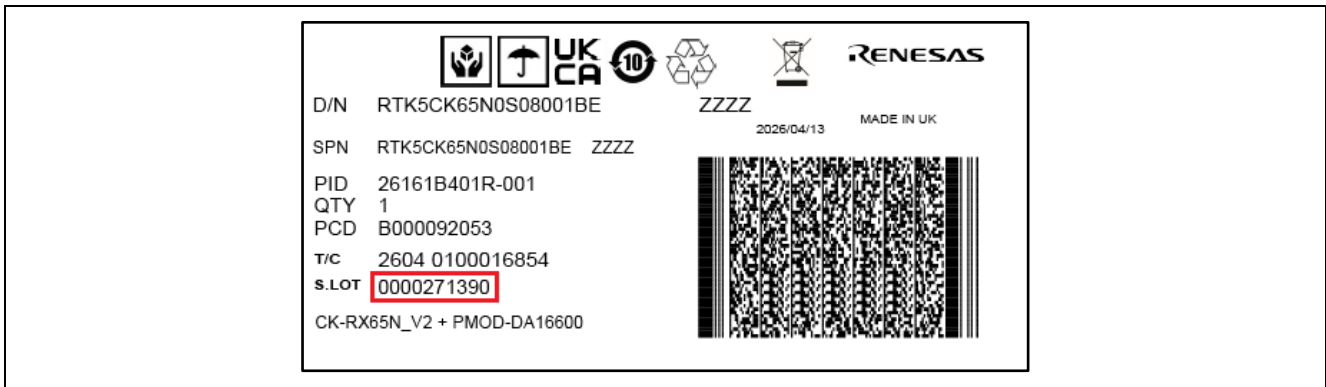 UK
CA
10
RENESAS
D/N RTK5CK65N0S08001BE ZZZZ
2026/04/13 MADE IN UK
SPN RTK5CK65N0S08001BE ZZZZ
PID 26161B401R-001
QTY 1
PCD B000092053
T/C 2604 0100016854
S.LOT 0000271390
CK-RX65N_V2 + PMOD-DA16600